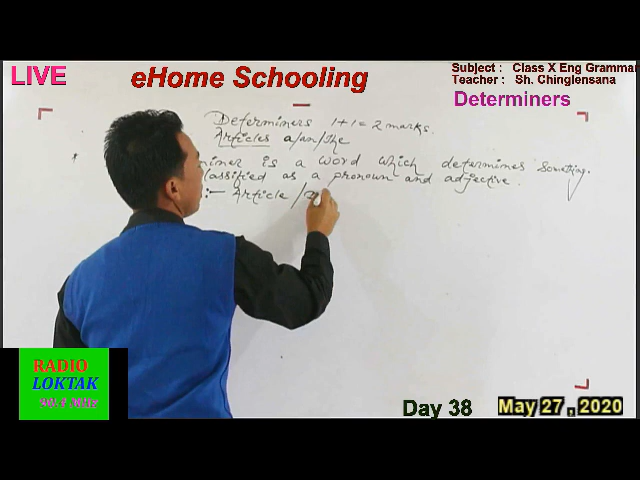 LIVE
eHome Schooling
Subject : Class X Eng Grammar
Teacher : Sh. Chinglensana
Determiners
Determiners 1+1=2 marks.
Articles a/an/the
miner is a word which determines something.
lassified as a pronoun and adjective.
:- Article /
RADIO
LOKTAK
90.4 MHz
Day 38
May 27 , 2020